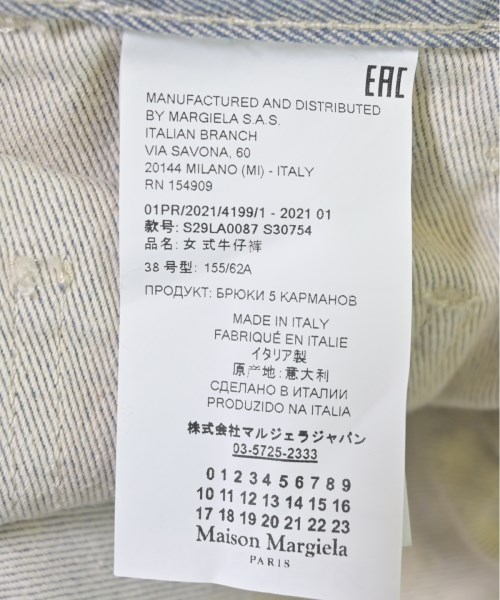 EAC
MANUFACTURED AND DISTRIBUTED
BY MARGIELA S.A.S.
ITALIAN BRANCH
VIA SAVONA, 60
20144 MILANO (MI) - ITALY
RN 154909
01PR/2021/4199/1 - 2021 01
款号: S29LA0087 S30754
品名: 女 式牛仔裤
38 号型: 155/62A
ПРОДУКТ: БРЮКИ 5 КАРМАНОВ
MADE IN ITALY
FABRIQUÉ EN ITALIE
イタリア製
原产地: 意大利
СДЕЛАНО В ИТАЛИИ
PRODUZIDO NA ITALIA
株式会社マルジェラジャパン
03-5725-2333
0 1 2 3 4 5 6 7 8 9
10 11 12 13 14 15 16
17 18 19 20 21 22 23
Maison Margiela
PARIS